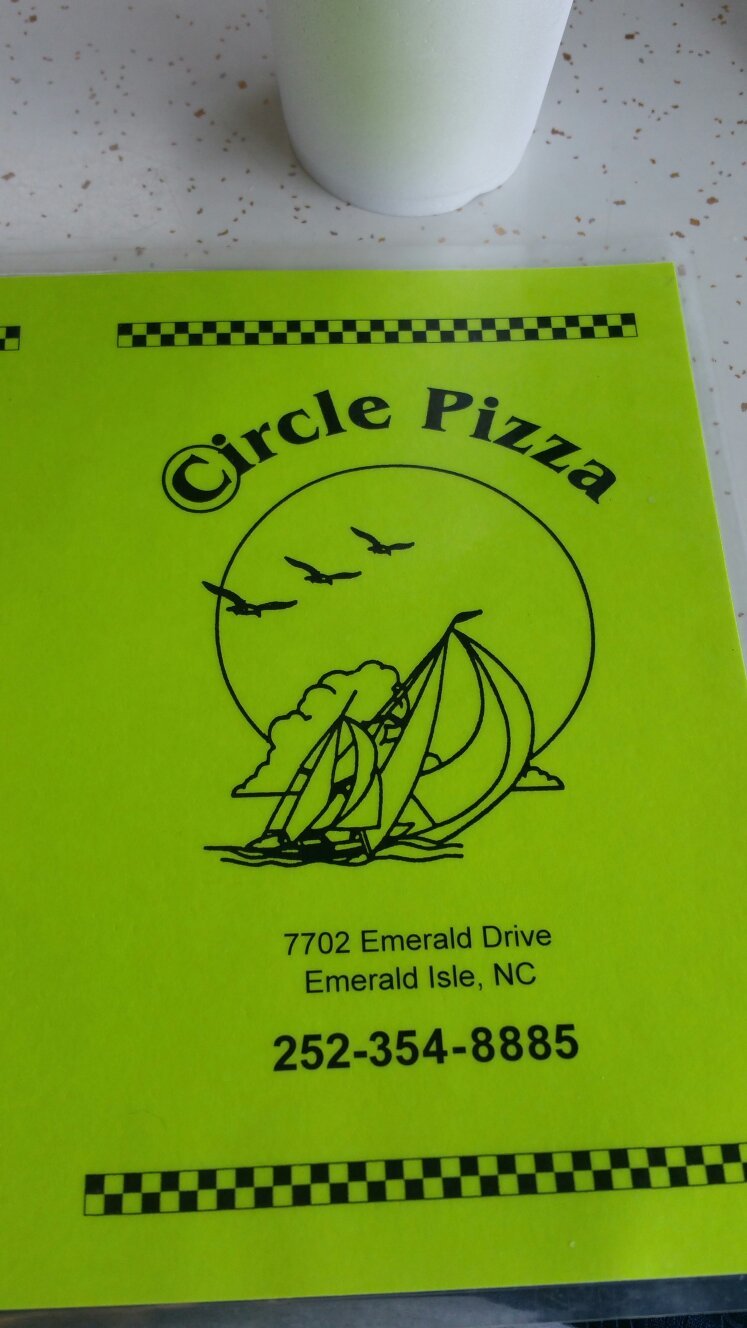 Circle Pizza
7702 Emerald Drive
Emerald Isle, NC
252-354-8885